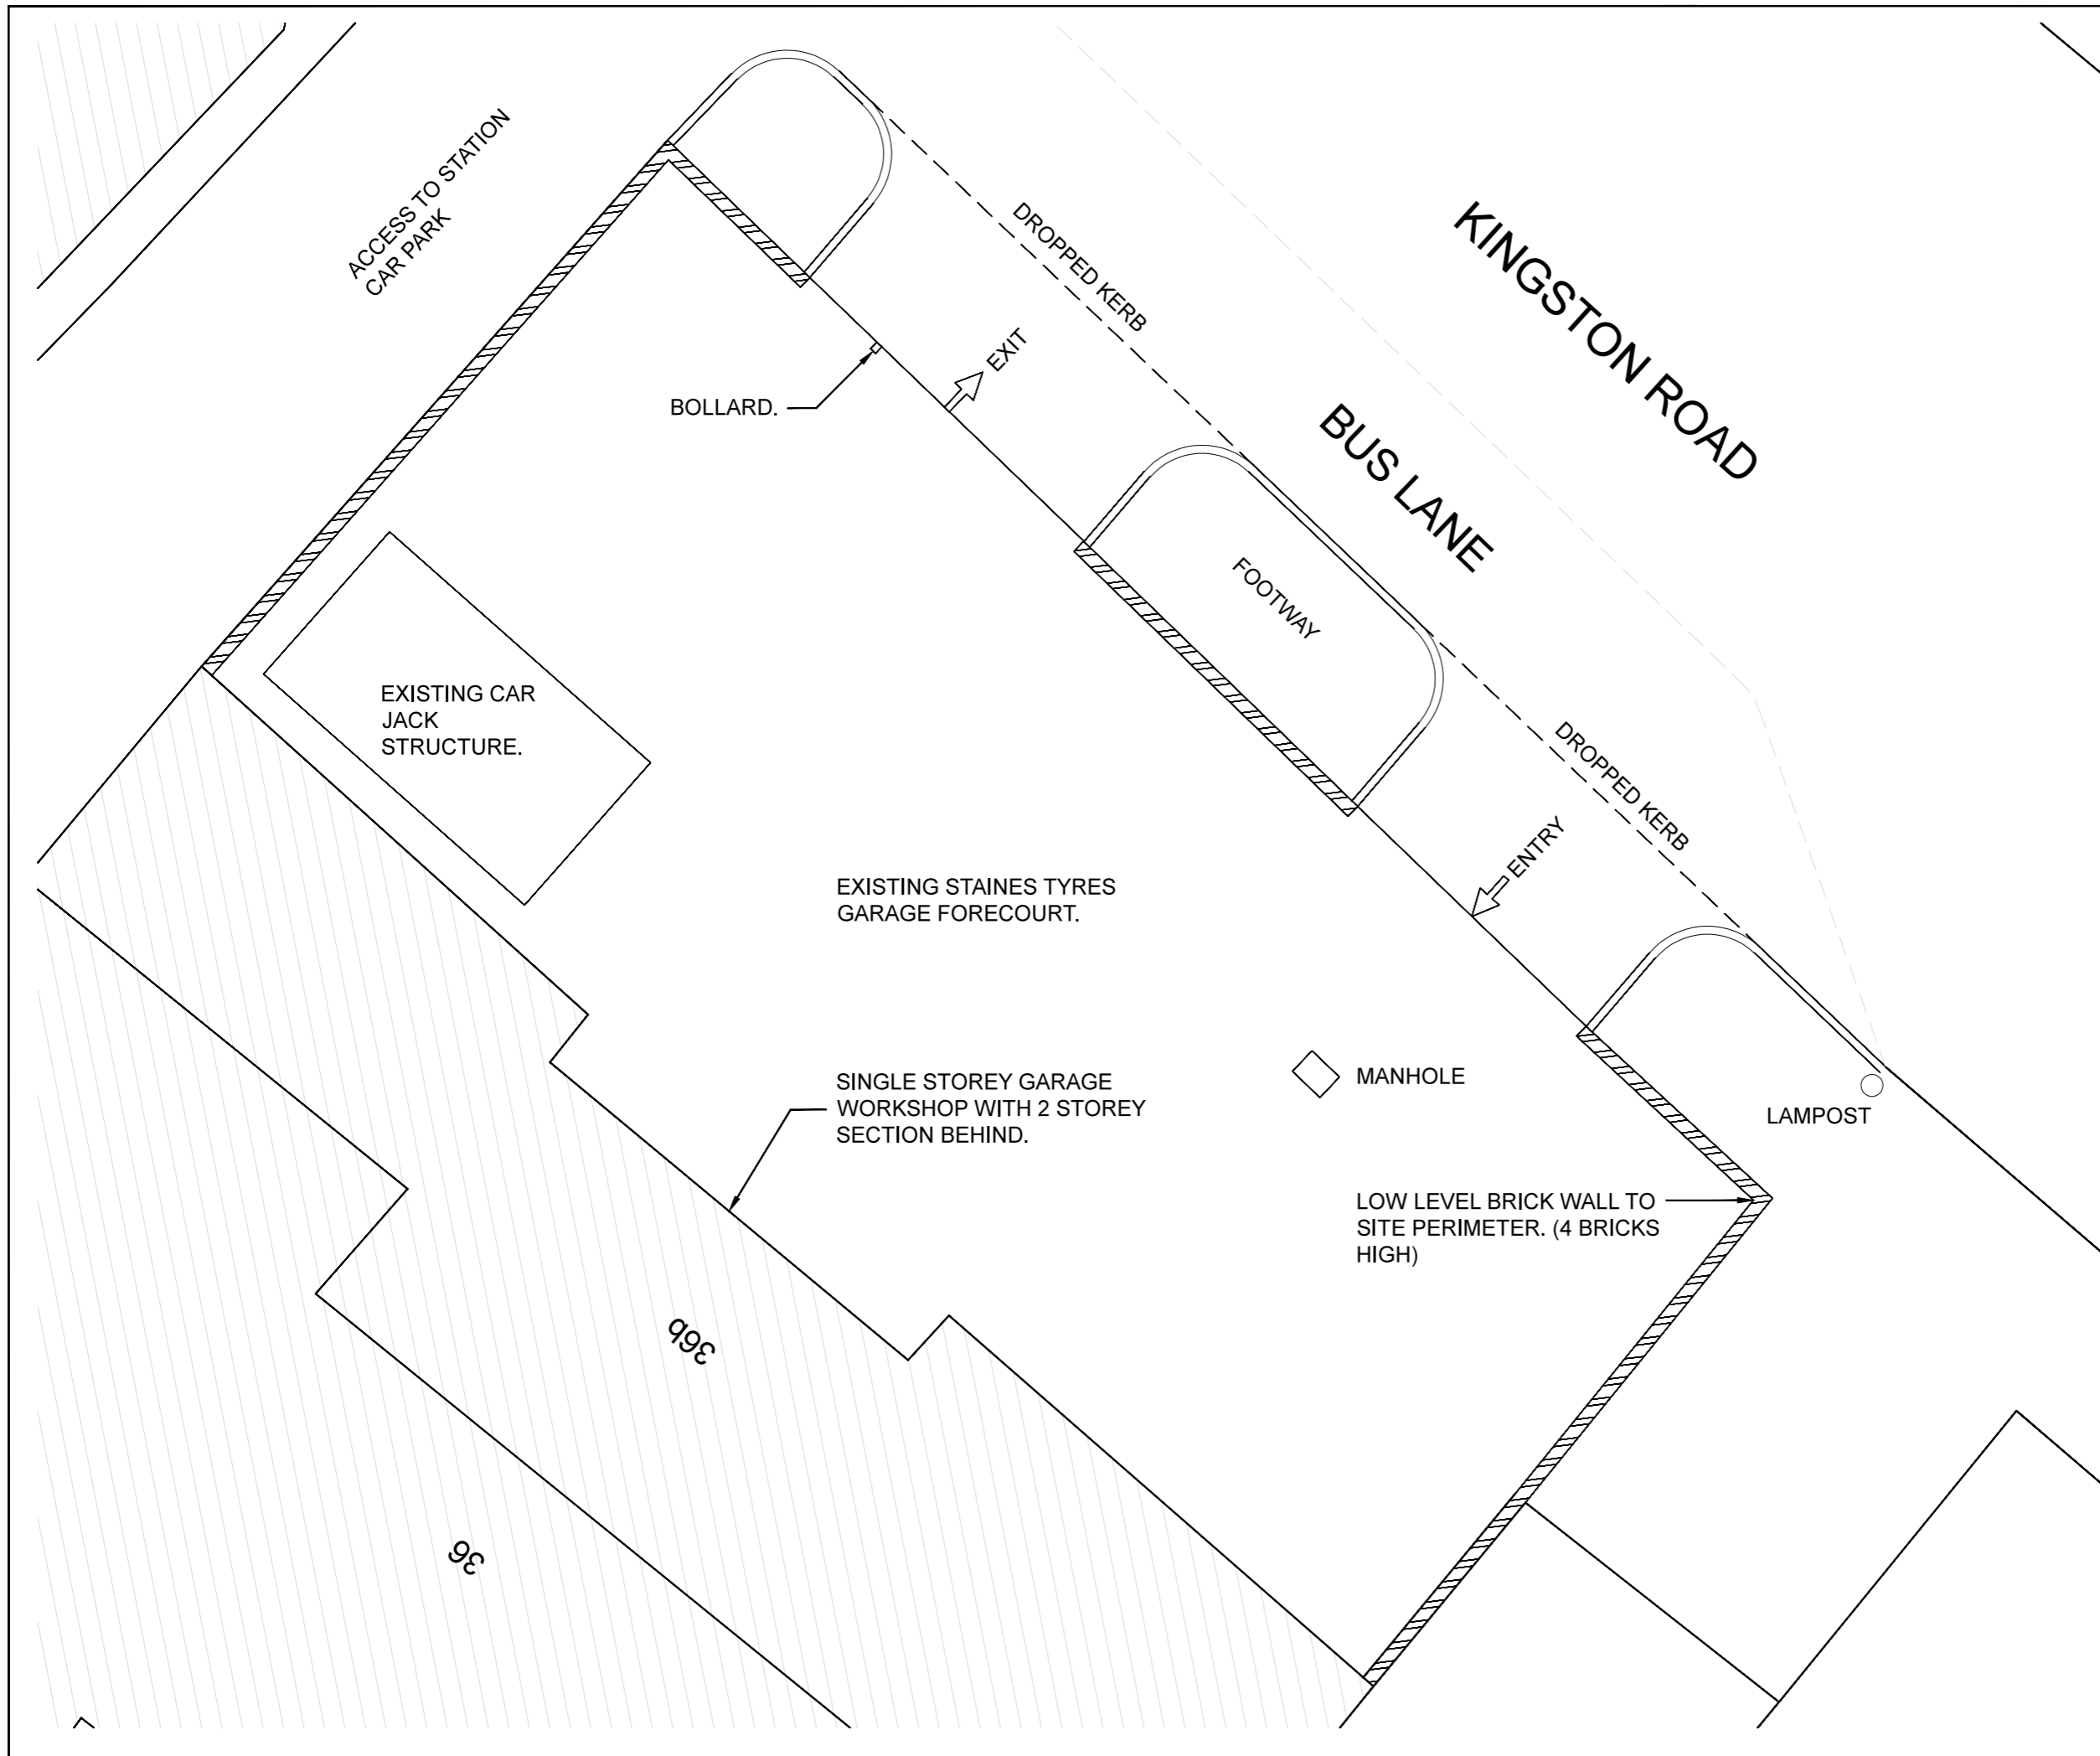 ACCESS TO STATION
CAR PARK
KINGSTON ROAD
DROPPED KERB
EXIT
BOLLARD.
BUS LANE
FOOTWAY
EXISTING CAR
JACK
STRUCTURE.
DROPPED KERB
ENTRY
EXISTING STAINES TYRES
GARAGE FORECOURT.
SINGLE STOREY GARAGE
WORKSHOP WITH 2 STOREY
SECTION BEHIND.
MANHOLE
LAMPOST
LOW LEVEL BRICK WALL TO
SITE PERIMETER. (4 BRICKS
HIGH)
36b
36